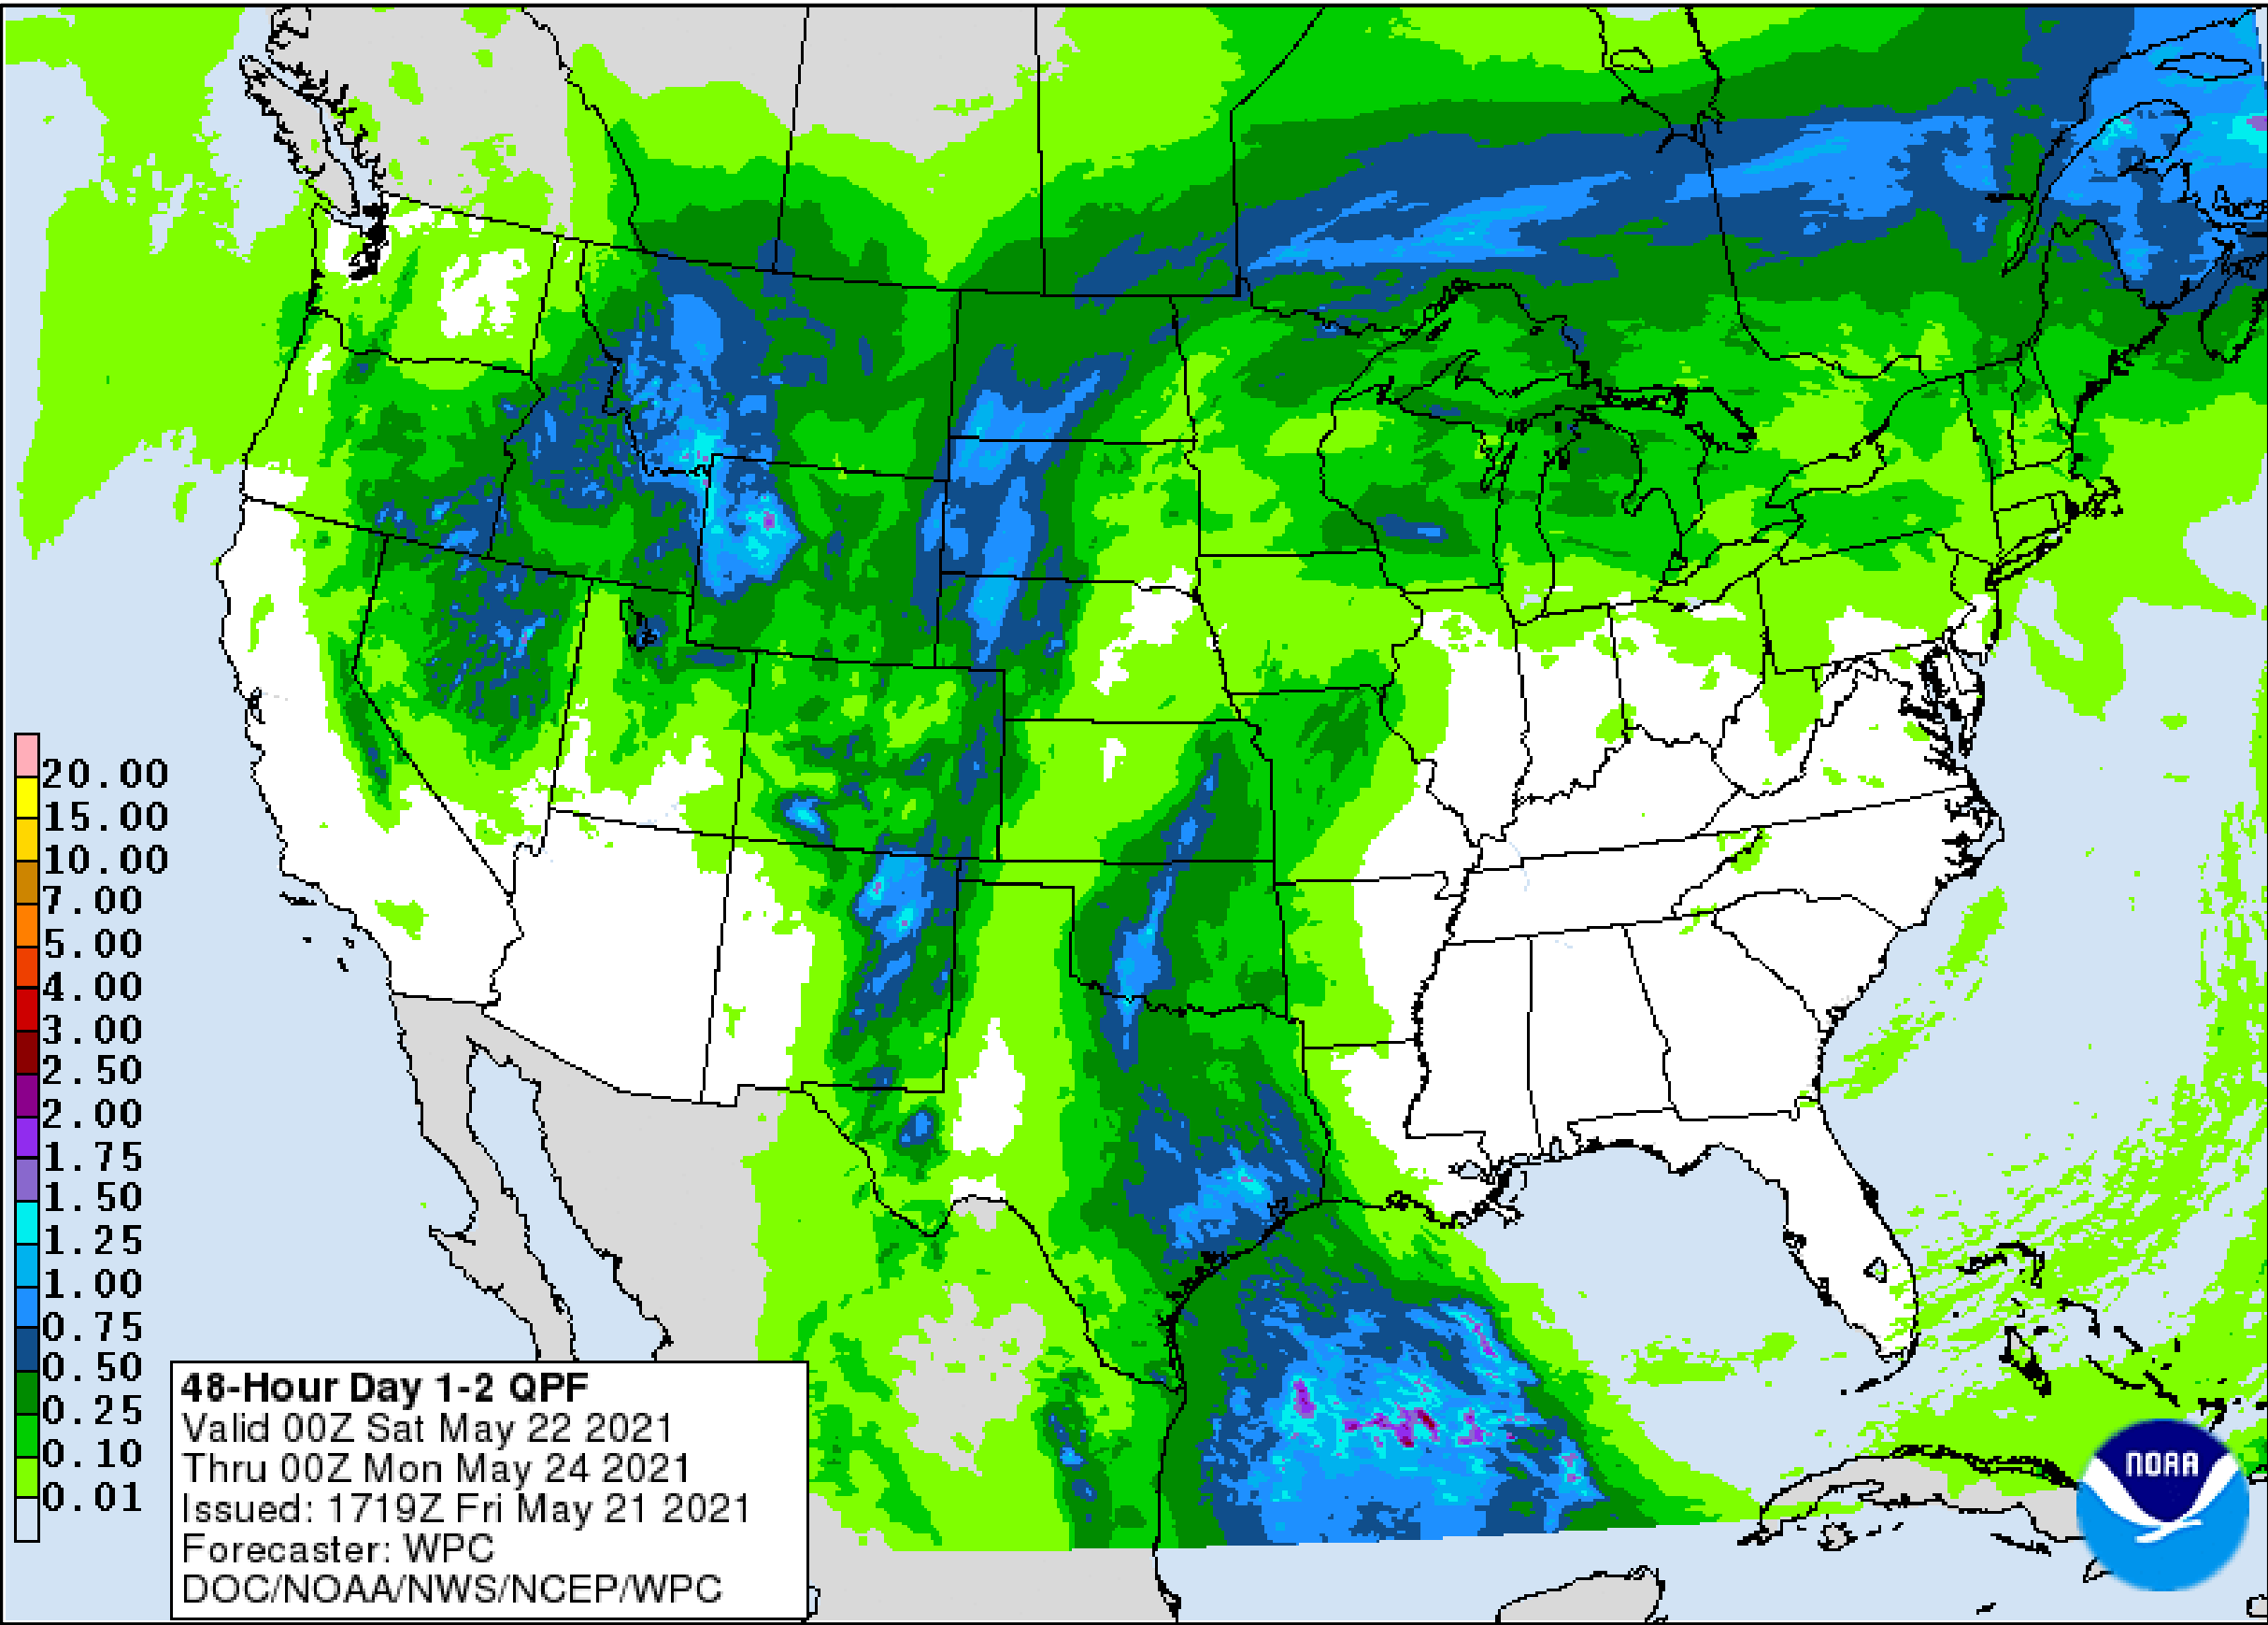 20.00
15.00
10.00
7.00
5.00
4.00
3.00
2.50
2.00
1.75
1.50
1.25
1.00
0.75
0.50
0.25
0.10
0.01
48-Hour Day 1-2 QPF
Valid 00Z Sat May 22 2021
Thru 00Z Mon May 24 2021
Issued: 1719Z Fri May 21 2021
Forecaster: WPC
DOC/NOAA/NWS/NCEP/WPC
NOAA